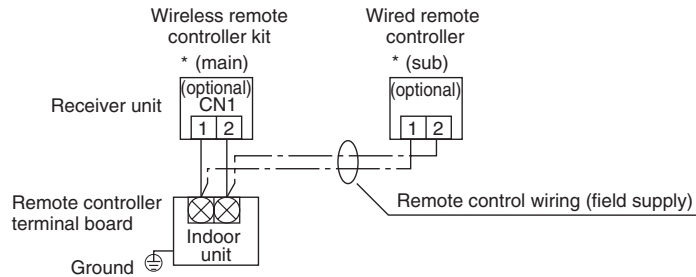 Wireless remote
controller kit
* (main)
Wired remote
controller
* (sub)
Receiver unit
(optional)
CN1
1 2
(optional)
1 2
Remote controller
terminal board
Indoor
unit
Ground
Remote control wiring (field supply)